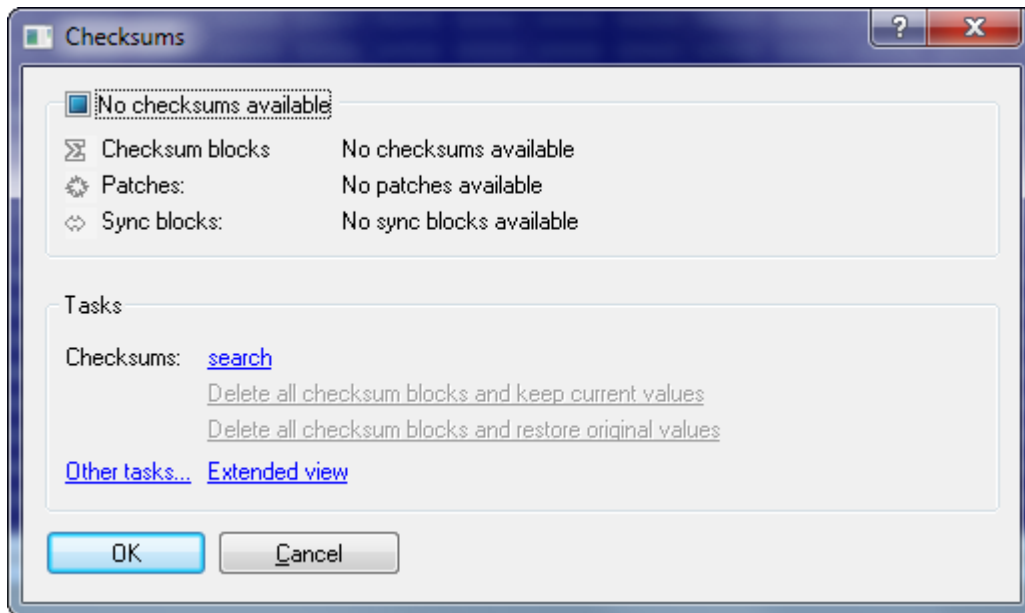 Checksums
No checksums available
Checksum blocks No checksums available
Patches: No patches available
Sync blocks: No sync blocks available
Tasks
Checksums: search
Delete all checksum blocks and keep current values
Delete all checksum blocks and restore original values
Other tasks... Extended view
OK Cancel